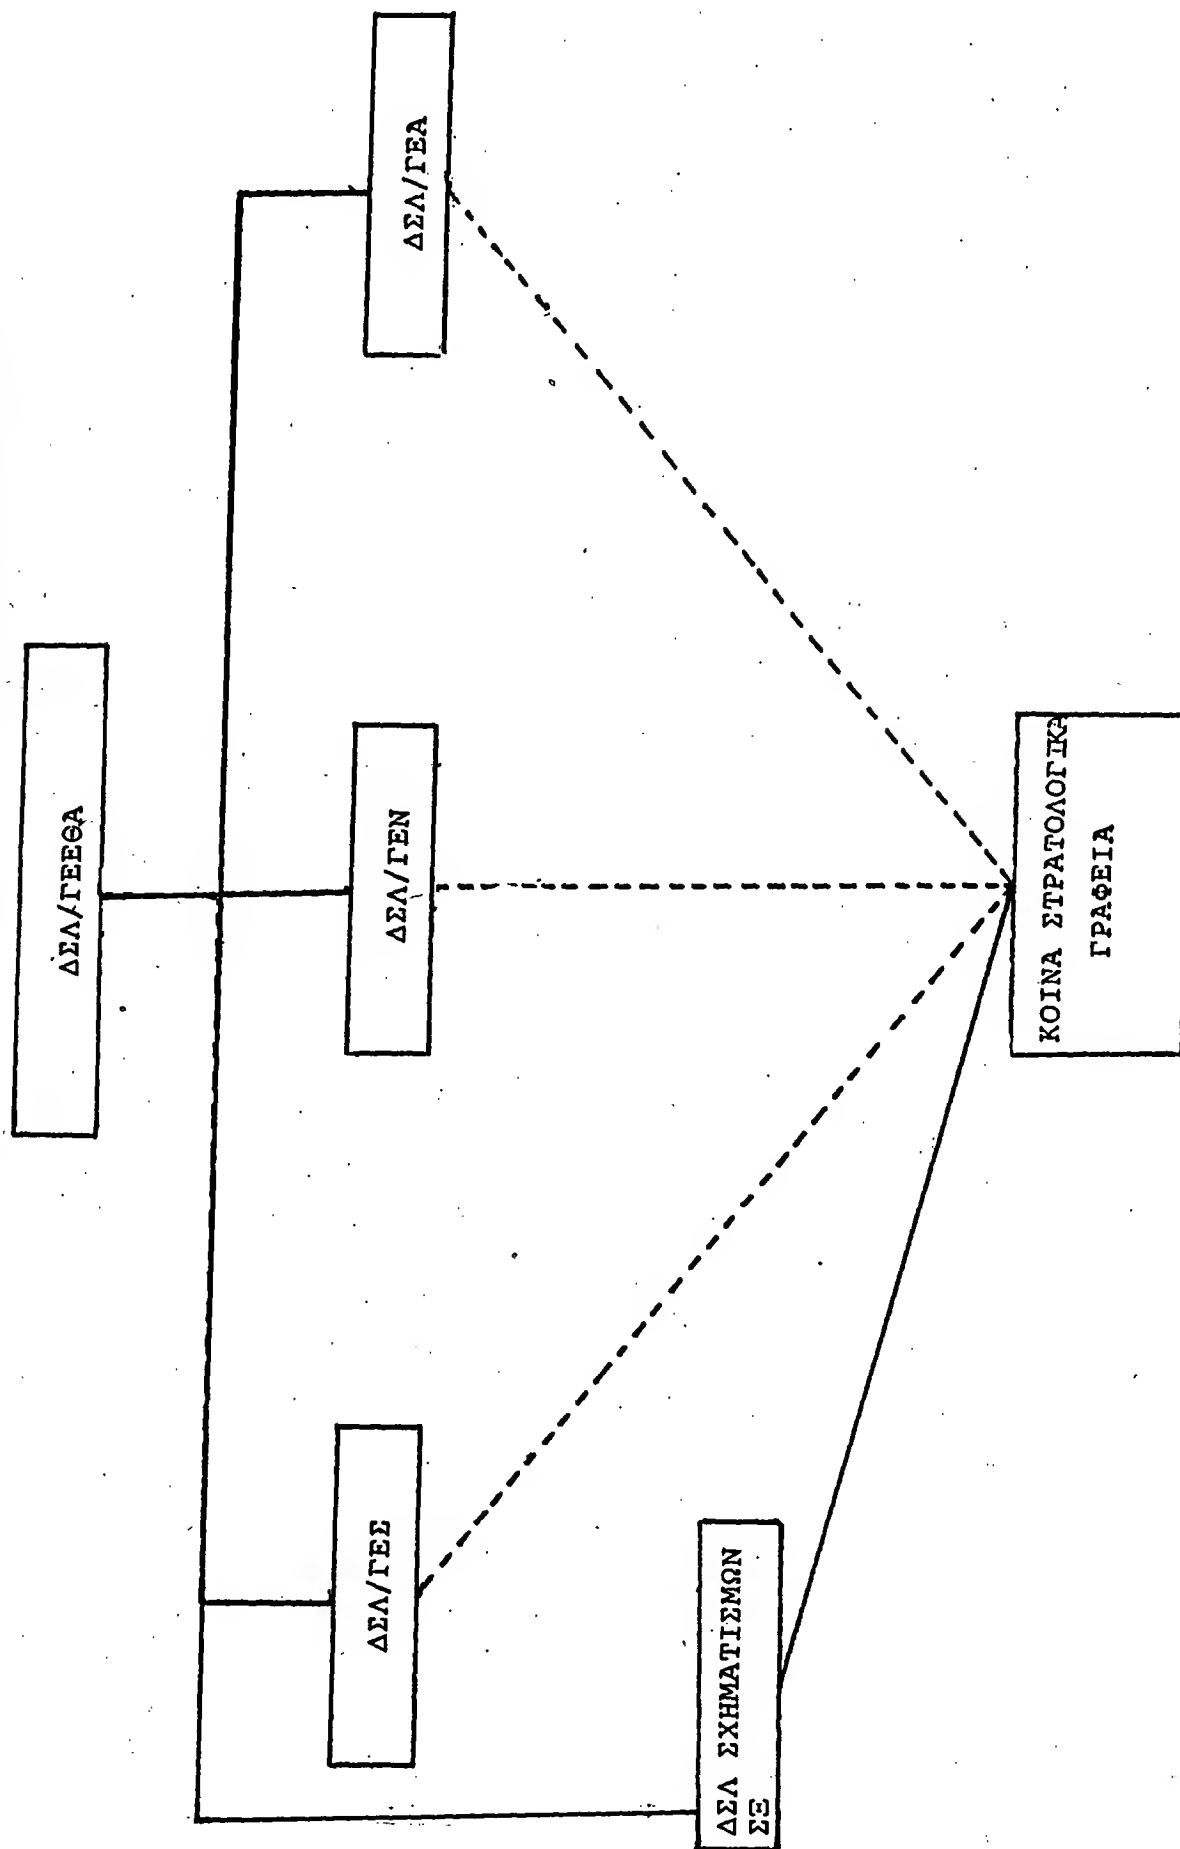 ΔΣΛ/ΓΕΕΘΑ
ΔΣΛ/ΓΕΣ
ΔΣΛ/ΓΕΝ
ΔΣΛ/ΓΕΑ
ΔΣΛ ΣΧΗΜΑΤΙΣΜΩΝ
ΣΞ
ΚΟΙΝΑ ΣΤΡΑΤΟΛΟΓΙΚΑ
ΓΡΑΦΕΙΑ